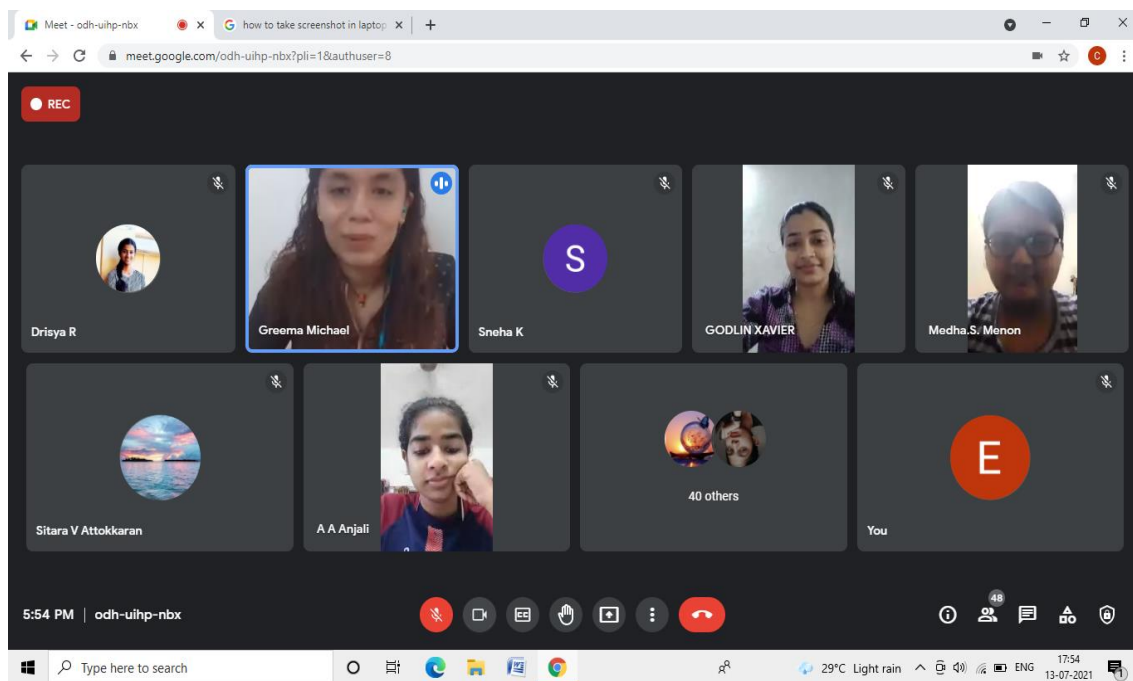 Meet - odh-uihp-nbx
how to take screenshot in laptop
meet.google.com/odh-uihp-nbx?pli=1&authuser=8
C
REC
Drisya R
Greema Michael
S
Sneha K
GODLIN XAVIER
Medha.S. Menon
Sitara V Attokkaran
A A Anjali
40 others
E
You
5:54 PM | odh-uihp-nbx
CC
48
Type here to search
29°C Light rain
ENG
17:54
13-07-2021
1